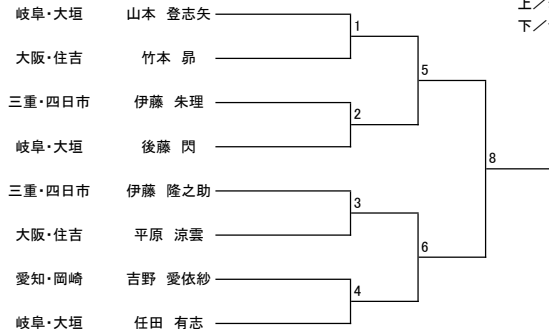 上／
下／
岐阜・大垣 山本 登志矢
1
大阪・住吉 竹本 昴
5
三重・四日市 伊藤 朱理
2
岐阜・大垣 後藤 閃
8
三重・四日市 伊藤 隆之助
3
大阪・住吉 平原 涼雲
6
愛知・岡崎 吉野 愛依紗
4
岐阜・大垣 任田 有志